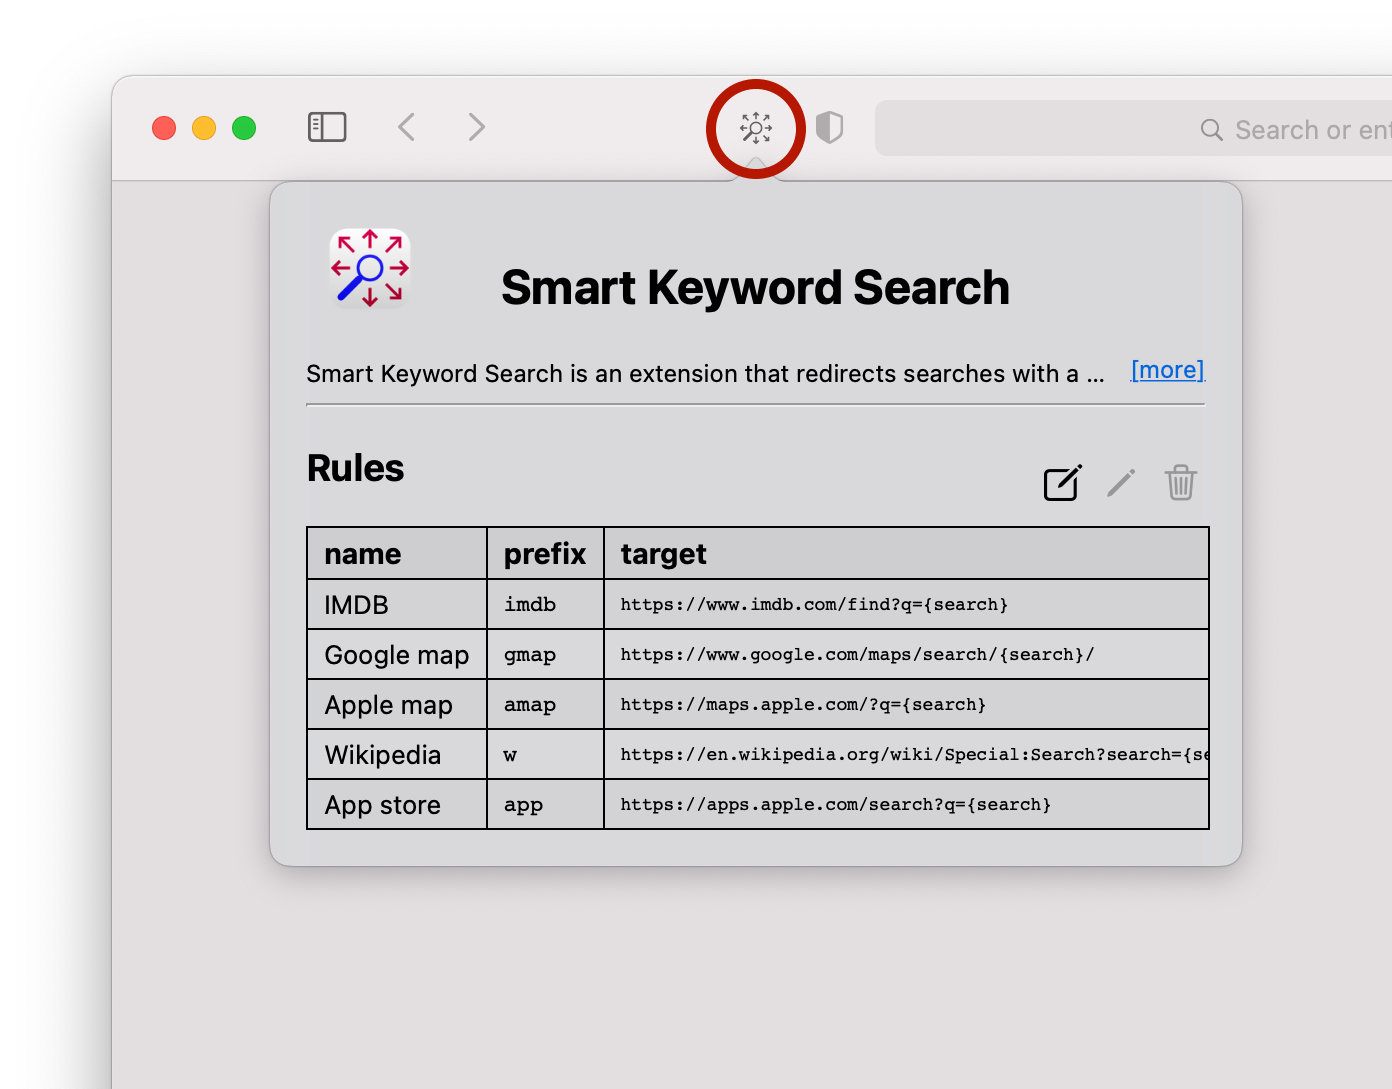 Search or ent
Smart Keyword Search
Smart Keyword Search is an extension that redirects searches with a ... [more]
Rules
name prefix target
IMDB imdb https://www.imdb.com/find?q={search}
Google map gmap https://www.google.com/maps/search/{search}/
Apple map amap https://maps.apple.com/?q={search}
Wikipedia w https://en.wikipedia.org/wiki/Special:Search?search={se
App store app https://apps.apple.com/search?q={search}